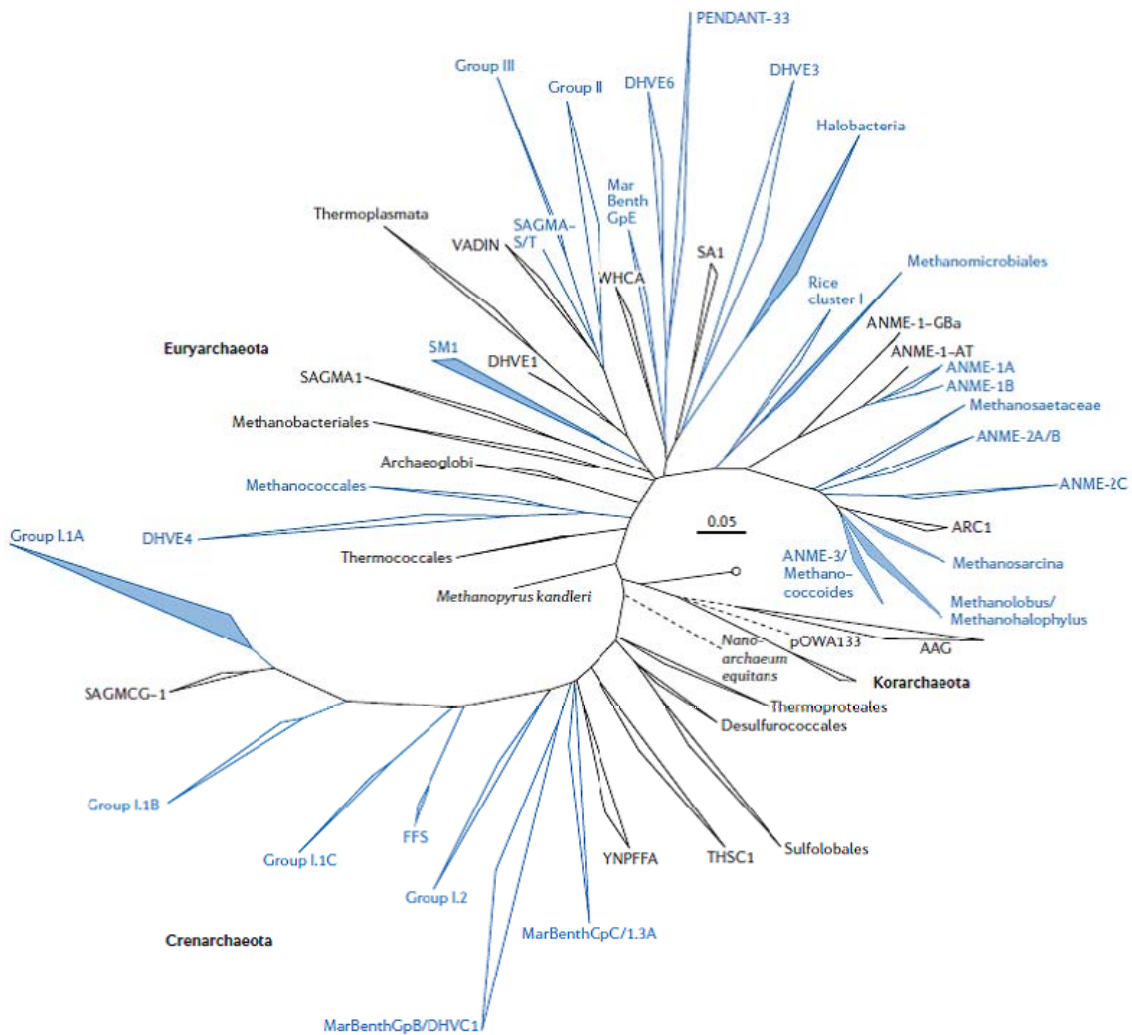 PENDANT-33
Group III
DHVE3
Group II
DHVE6
Halobacteria
Mar
Benth
GpE
Thermoplasmata
SAGMA-
S/T
VADIN
SA1
WHCA
Methanomicrobiales
Rice
cluster I
ANME-1-GBa
Euryarchaeota
SM1
DHVE1
ANME-1-AT
ANME-1A
SAGMA1
ANME-1B
Methanosaetaceae
Methanobacteriales
ANME-2A/B
Archaeoglobi
Methanococcales
ANME-2C
0.05
ARC1
Group I.1A
DHVE4
Thermococcales
ANME-3/
Methano-
coccoides
Methanosarcina
Methanopyrus kandleri
Methanolobus/
Methanohalophylus
pOWA133
AAG
Nano-
archaeum
equitans
Korarchaeota
SAGMCG-1
Thermoproteales
Desulfurococcales
Group I.1B
FFS
Group I.1C
YNPFFA
THSC1
Sulfolobales
Group I.2
MarBenthGpC/1.3A
Crenarchaeota
MarBenthGpB/DHVC1